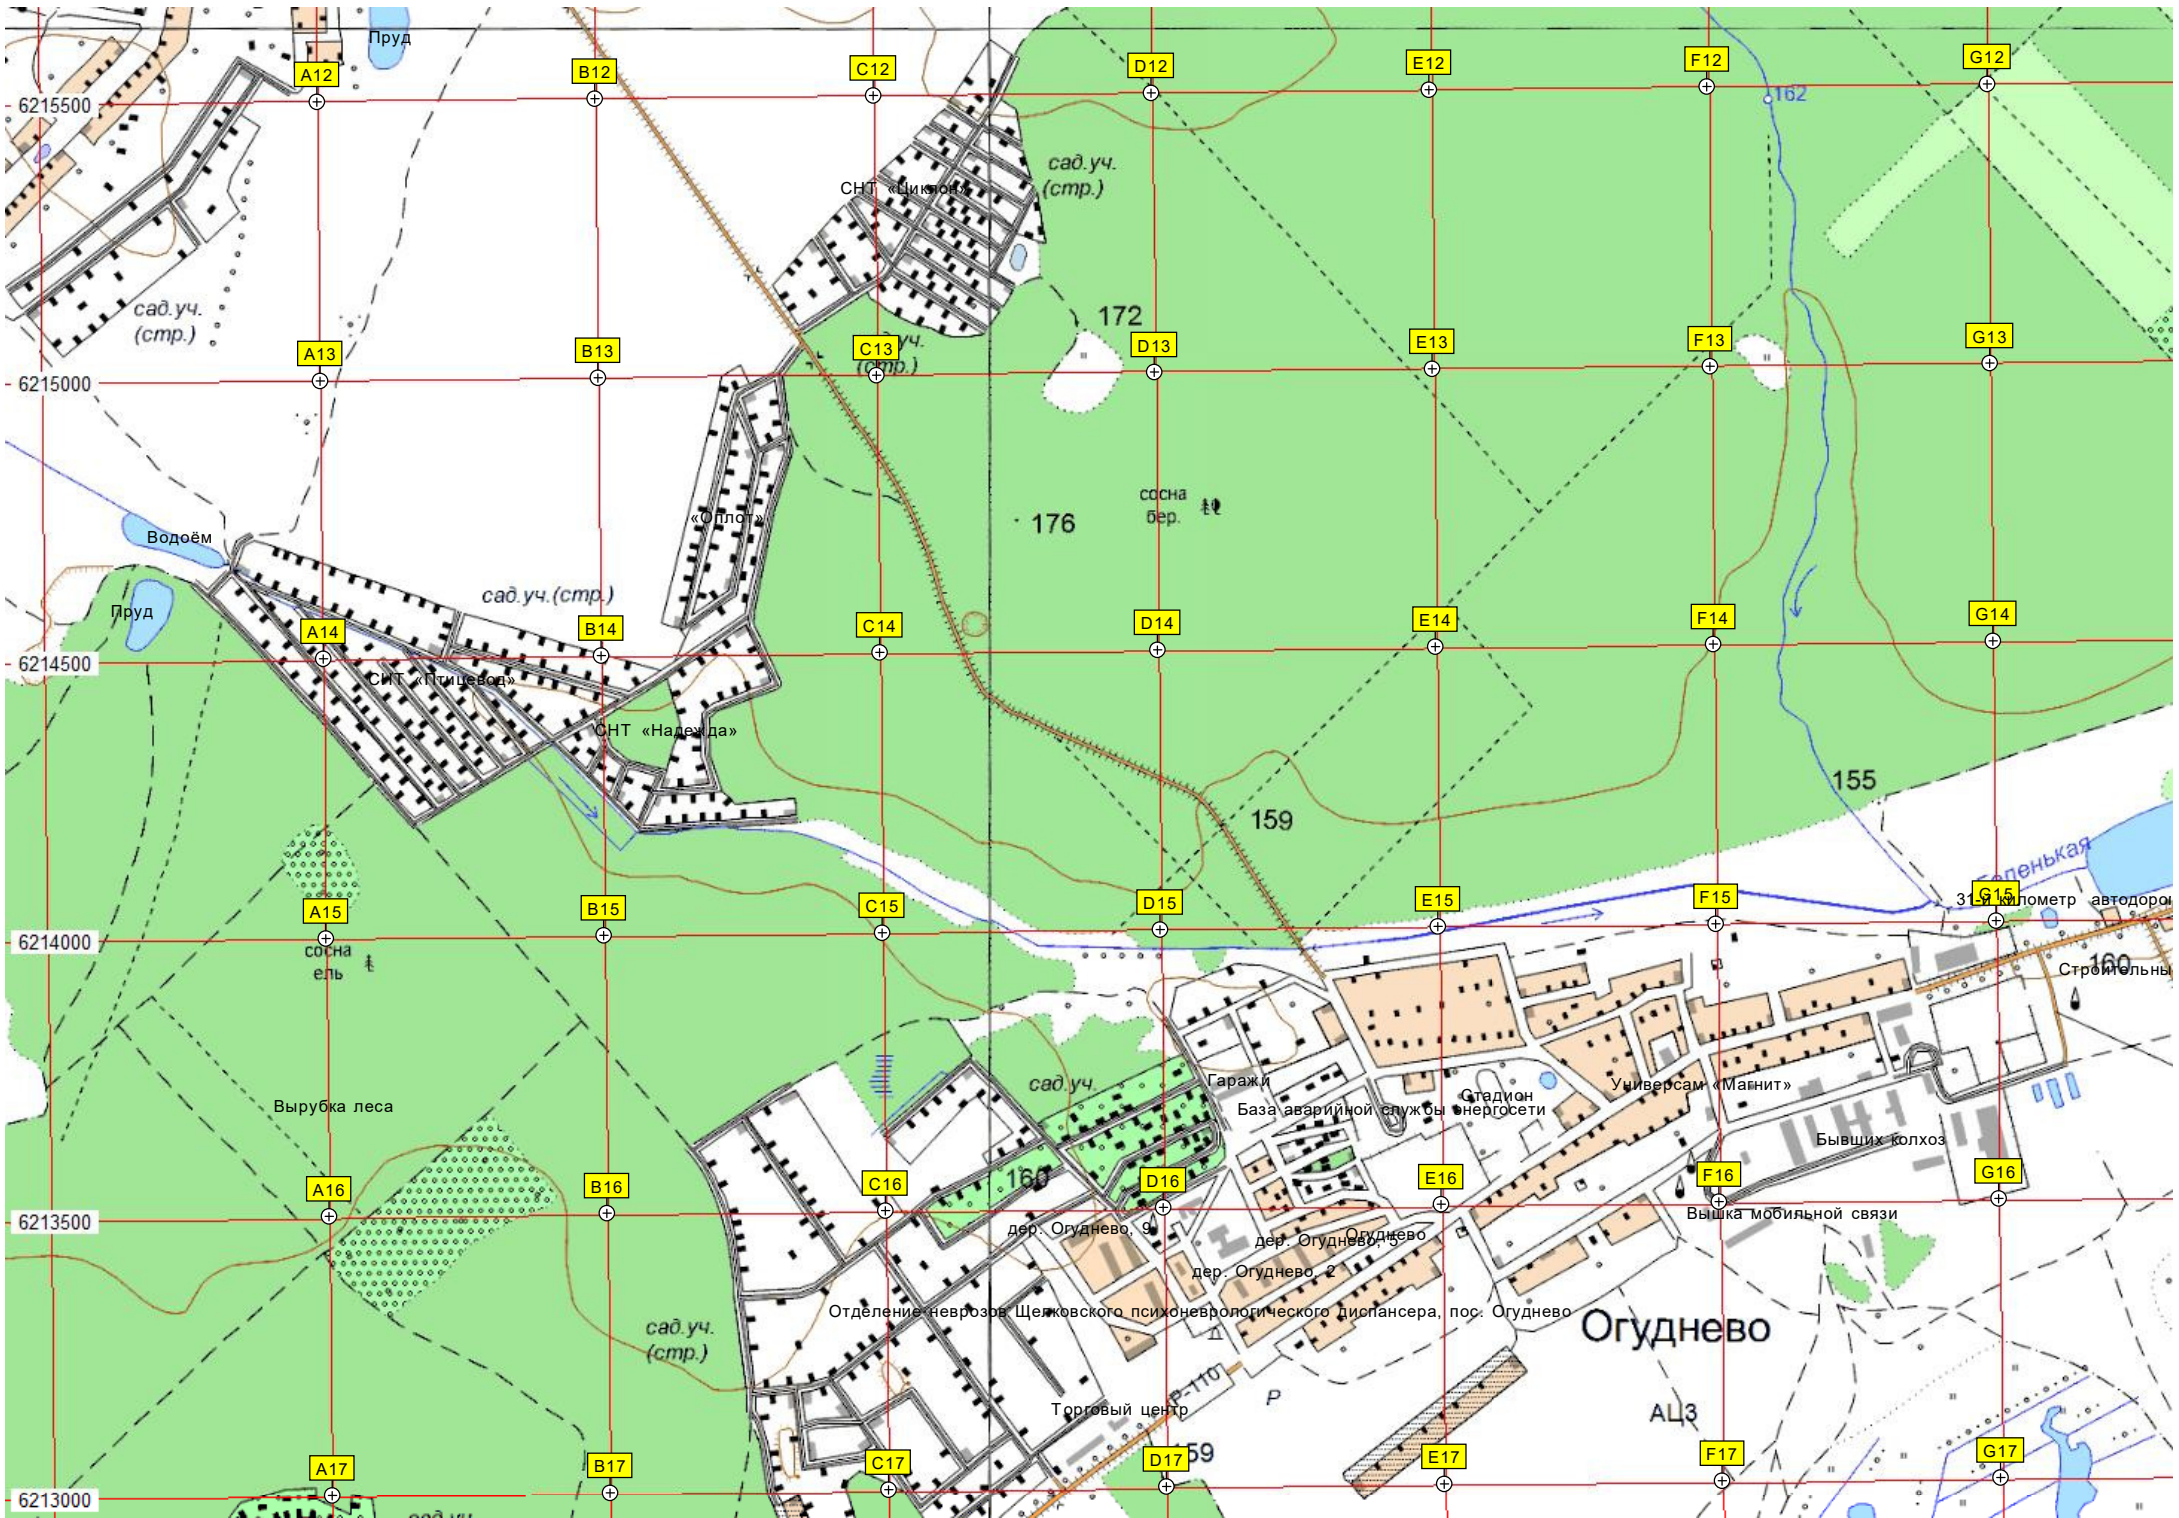 Пруд
A12
B12
C12
D12
E12
F12
G12
6215500
162
сад.уч.
(стр.)
СНТ «Циклон»
сад.уч.
(стр.)
172
A13
B13
C13
D13
E13
F13
G13
уч.
(стр.)
6215000
176
сосна
бер.
«Оплот»
Водоём
Пруд
сад.уч.(стр.)
A14
B14
C14
D14
E14
F14
G14
6214500
СНТ «Птицевод»
СНТ «Надежда»
155
159
A15
B15
C15
D15
E15
F15
G15
31-й километр автодоро
6214000
сосна
ель
160
Строительны
Вырубка леса
сад.уч.
Гаражи
База аварийной службы энергосети
Стадион
Универсам «Магнит»
Бывших колхоз
160
A16
B16
C16
D16
E16
F16
G16
6213500
Вышка мобильной связи
дер. Огуднево, 9
дер. Огуднево, 5
Огуднево
дер. Огуднево, 2
Отделение неврозов Щелковского психоневрологического диспансера, пос. Огуднево
сад.уч.
(стр.)
Огуднево
Р-110
Р
Торговый центр
АЦЗ
159
A17
B17
C17
D17
E17
F17
G17
6213000